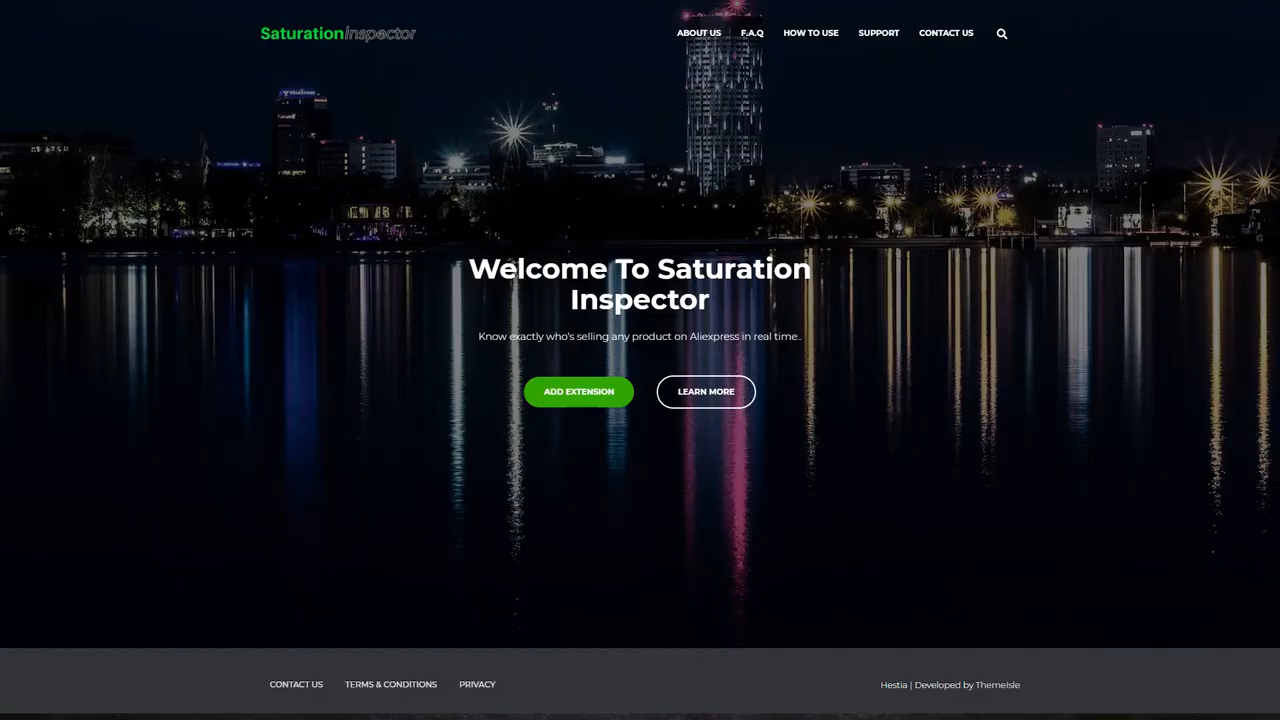 SaturationInspector
ABOUT US
F.A.Q
HOW TO USE
SUPPORT
CONTACT US
Welcome To Saturation
Inspector
Know exactly who's selling any product on Aliexpress in real time..
ADD EXTENSION
LEARN MORE
CONTACT US
TERMS & CONDITIONS
PRIVACY
Hestia | Developed by ThemeIsle